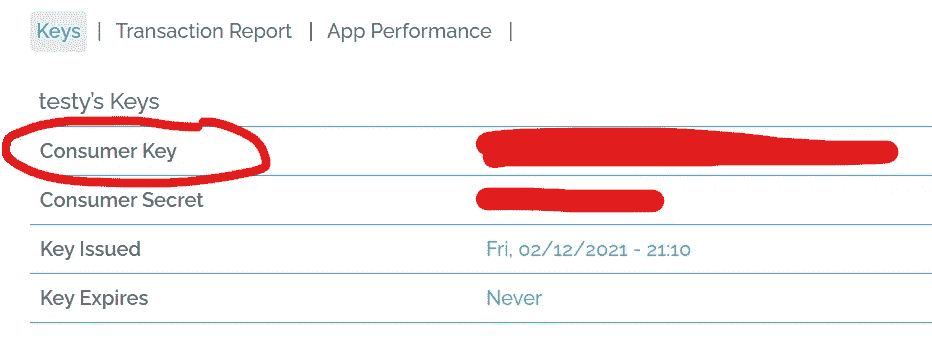 Keys | Transaction Report | App Performance |
testy's Keys
Consumer Key
Consumer Secret
Key Issued Fri, 02/12/2021 - 21:10
Key Expires Never